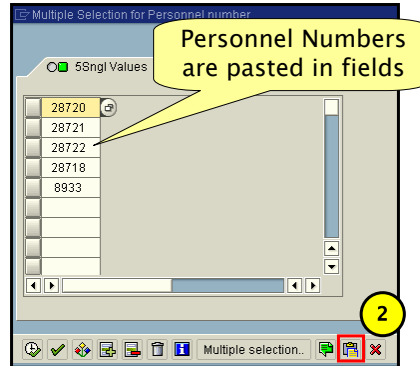 Multiple Selection for Personnel number
Personnel Numbers
are pasted in fields
5Sngl Values
28720
28721
28722
28718
8933
2
Multiple selection..